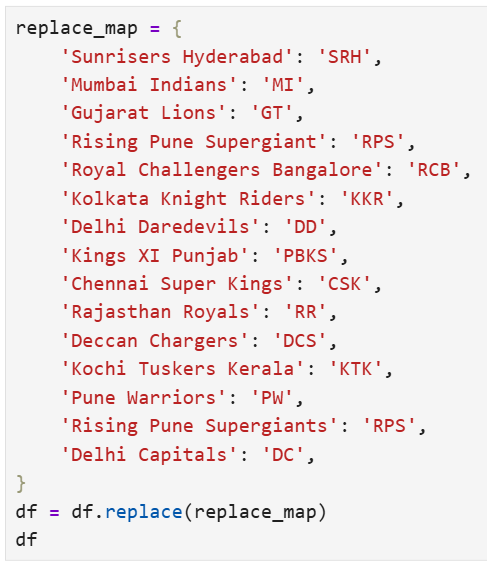 replace_map = {
    'Sunrisers Hyderabad': 'SRH',
    'Mumbai Indians': 'MI',
    'Gujarat Lions': 'GT',
    'Rising Pune Supergiant': 'RPS',
    'Royal Challengers Bangalore': 'RCB',
    'Kolkata Knight Riders': 'KKR',
    'Delhi Daredevils': 'DD',
    'Kings XI Punjab': 'PBKS',
    'Chennai Super Kings': 'CSK',
    'Rajasthan Royals': 'RR',
    'Deccan Chargers': 'DCS',
    'Kochi Tuskers Kerala': 'KTK',
    'Pune Warriors': 'PW',
    'Rising Pune Supergiants': 'RPS',
    'Delhi Capitals': 'DC',
}
df = df.replace(replace_map)
df